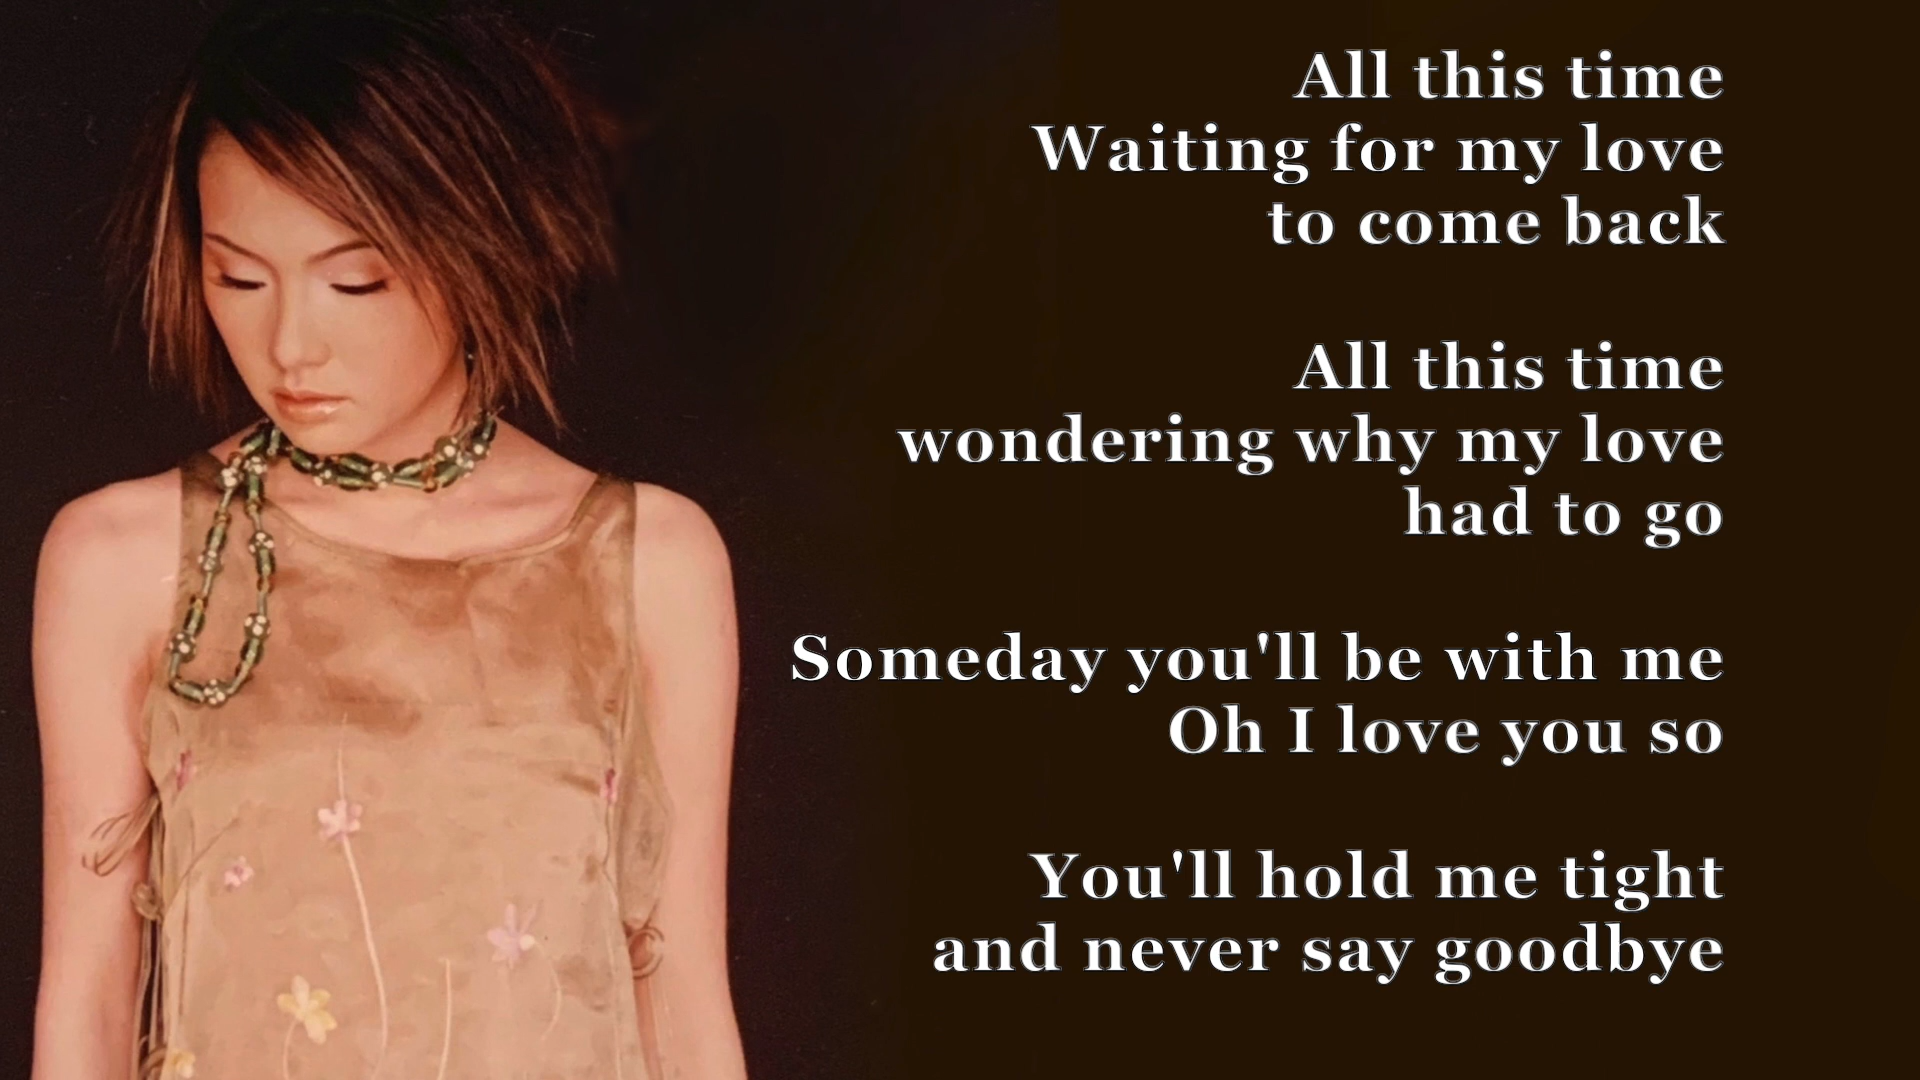 All this time
Waiting for my love
to come back
All this time
wondering why my love
had to go
Someday you'll be with me
Oh I love you so
You'll hold me tight
and never say goodbye